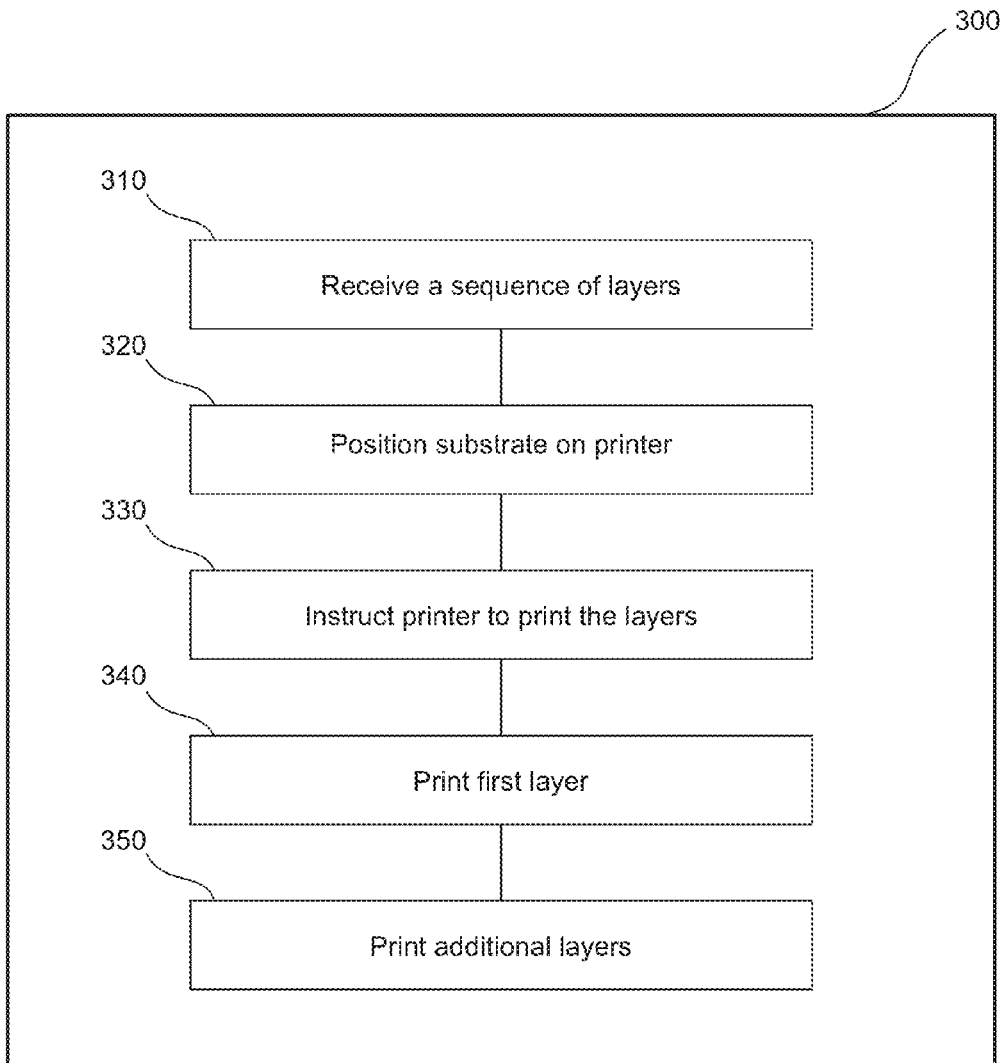 300
310
Receive a sequence of layers
320
Position substrate on printer
330
Instruct printer to print the layers
340
Print first layer
350
Print additional layers